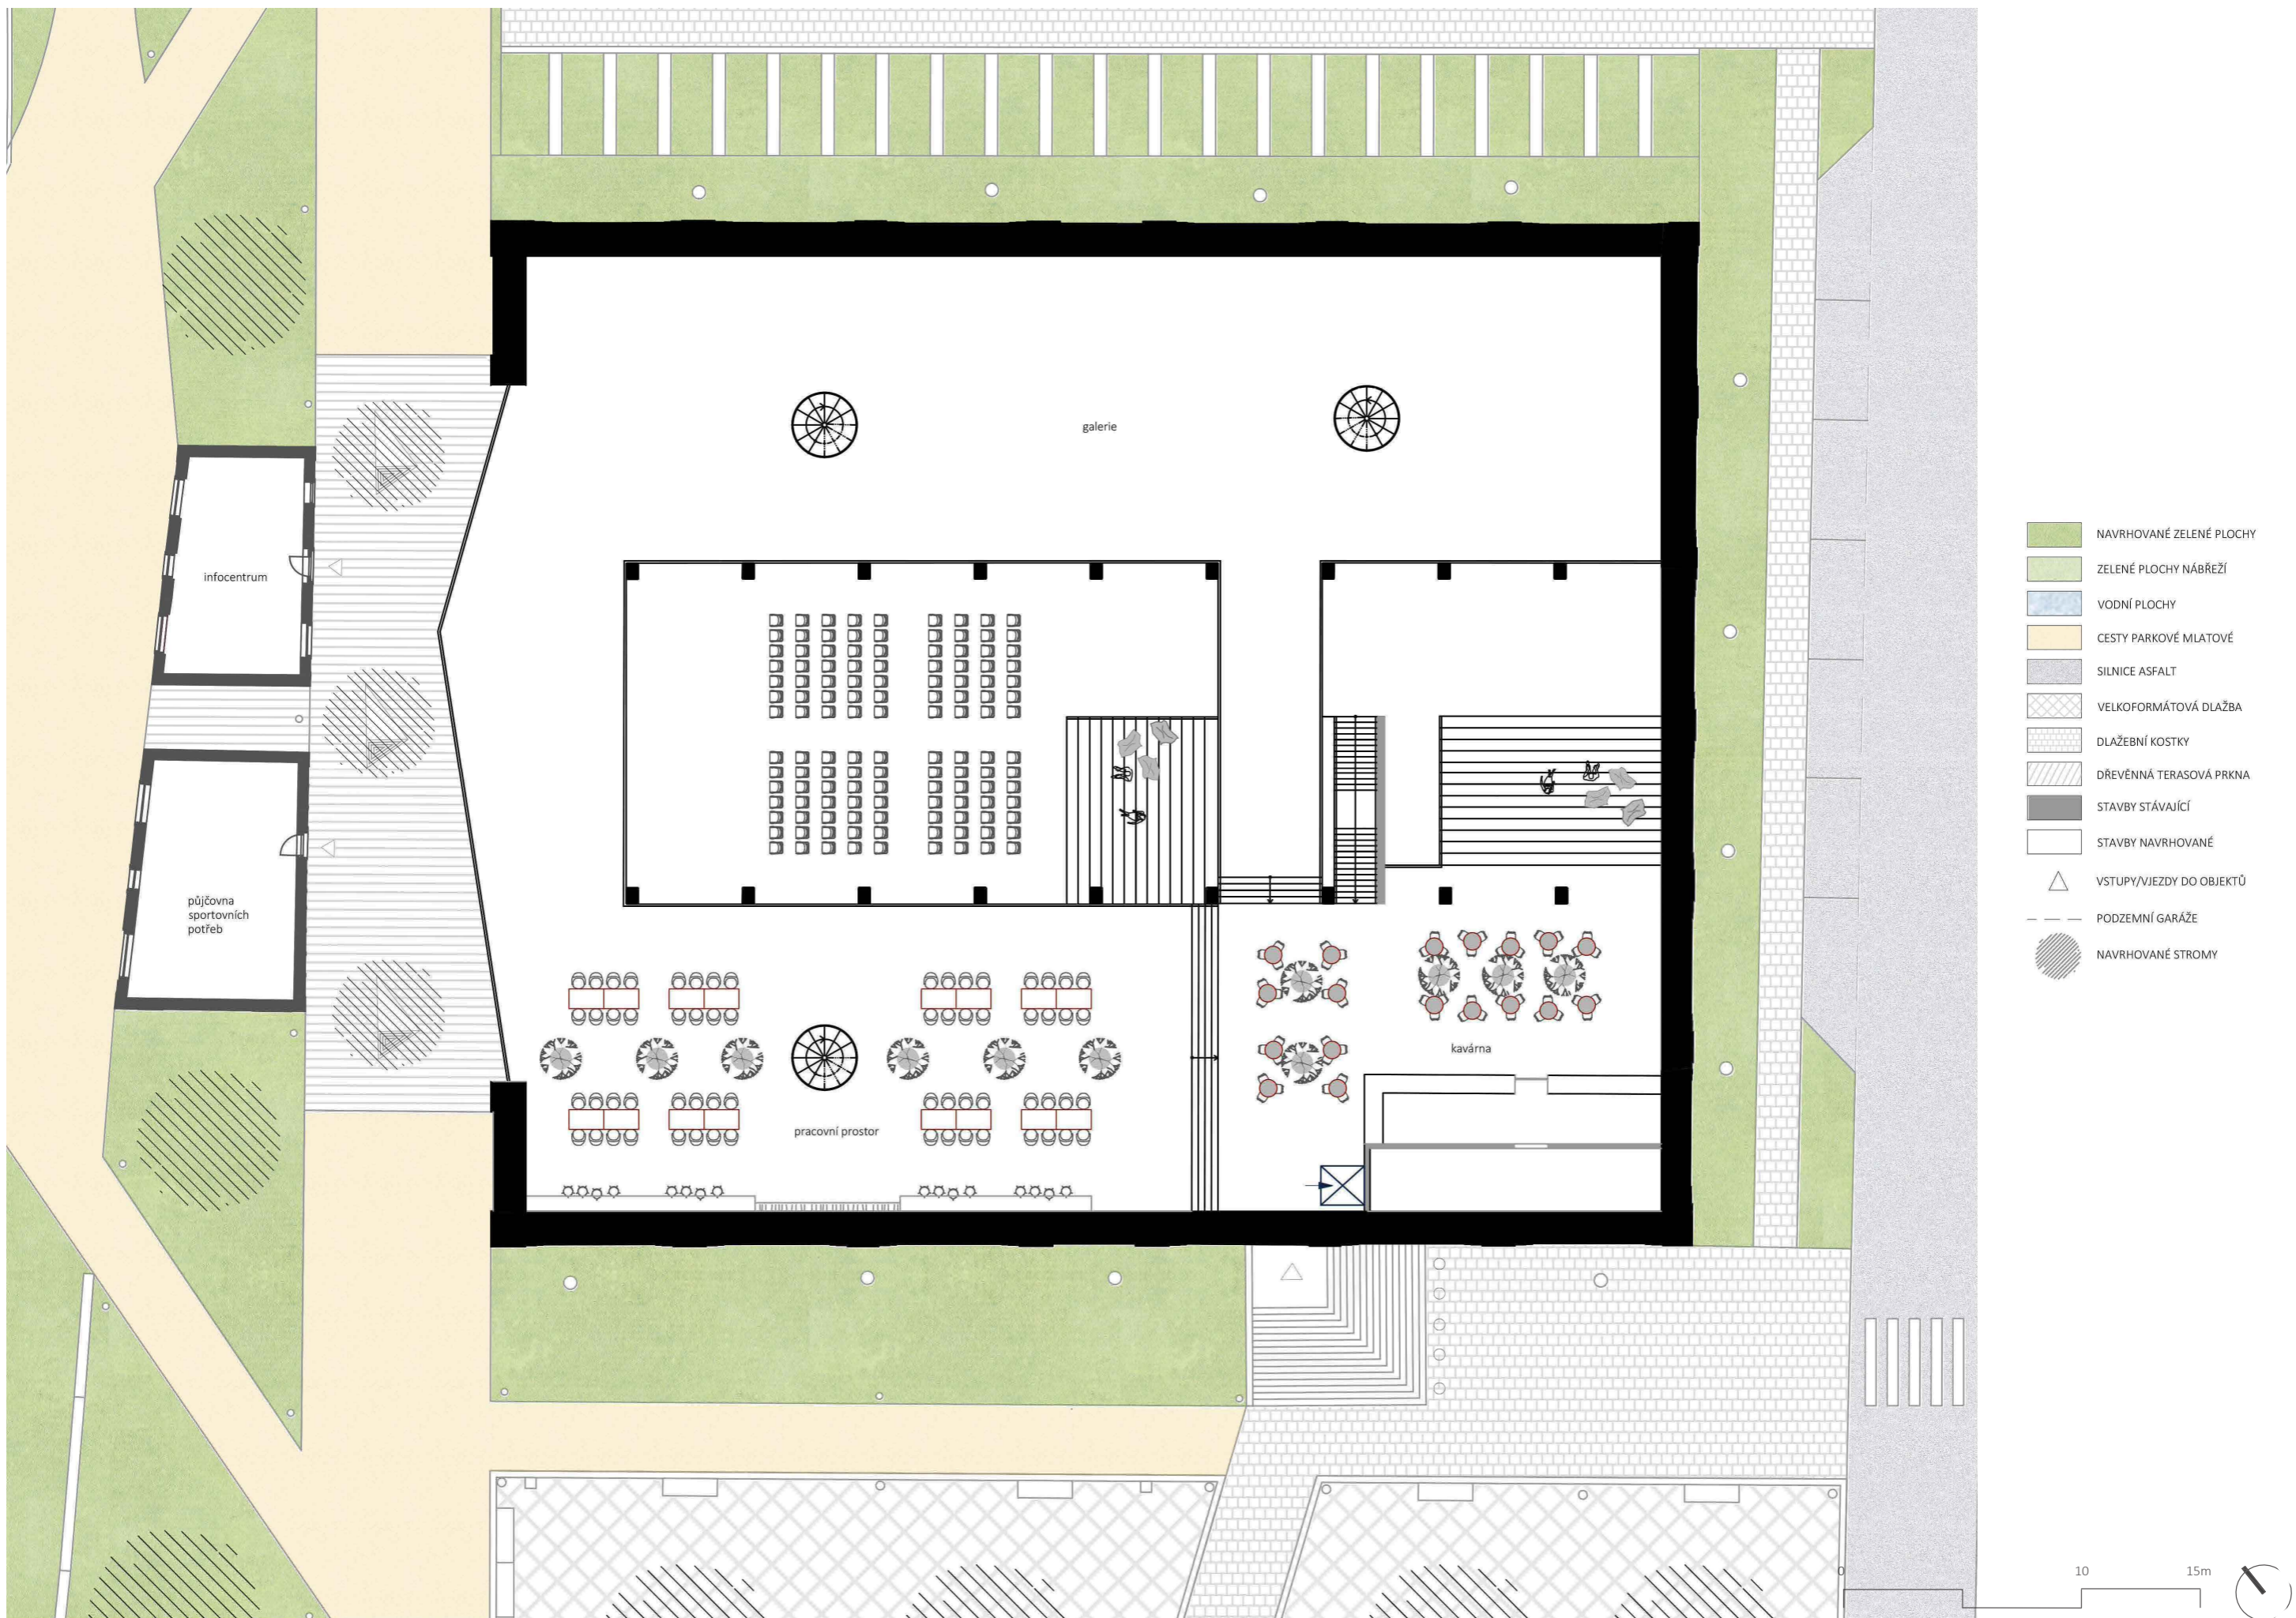 galerie
infocentrum
půjčovna
sportovních
potřeb
kavárna
pracovní prostor
NAVRHOVANÉ ZELENÉ PLOCHY
ZELENÉ PLOCHY NÁBŘEŽÍ
VODNÍ PLOCHY
CESTY PARKOVÉ MLATOVÉ
SILNICE ASFALT
VELKOFORMÁTOVÁ DLAŽBA
DLAŽEBNÍ KOSTKY
DŘEVĚNNÁ TERASOVÁ PRKNA
STAVBY STÁVAJÍCÍ
STAVBY NAVRHOVANÉ
VSTUPY/VJEZDY DO OBJEKTŮ
PODZEMNÍ GARÁŽE
NAVRHOVANÉ STROMY
0 10 15m